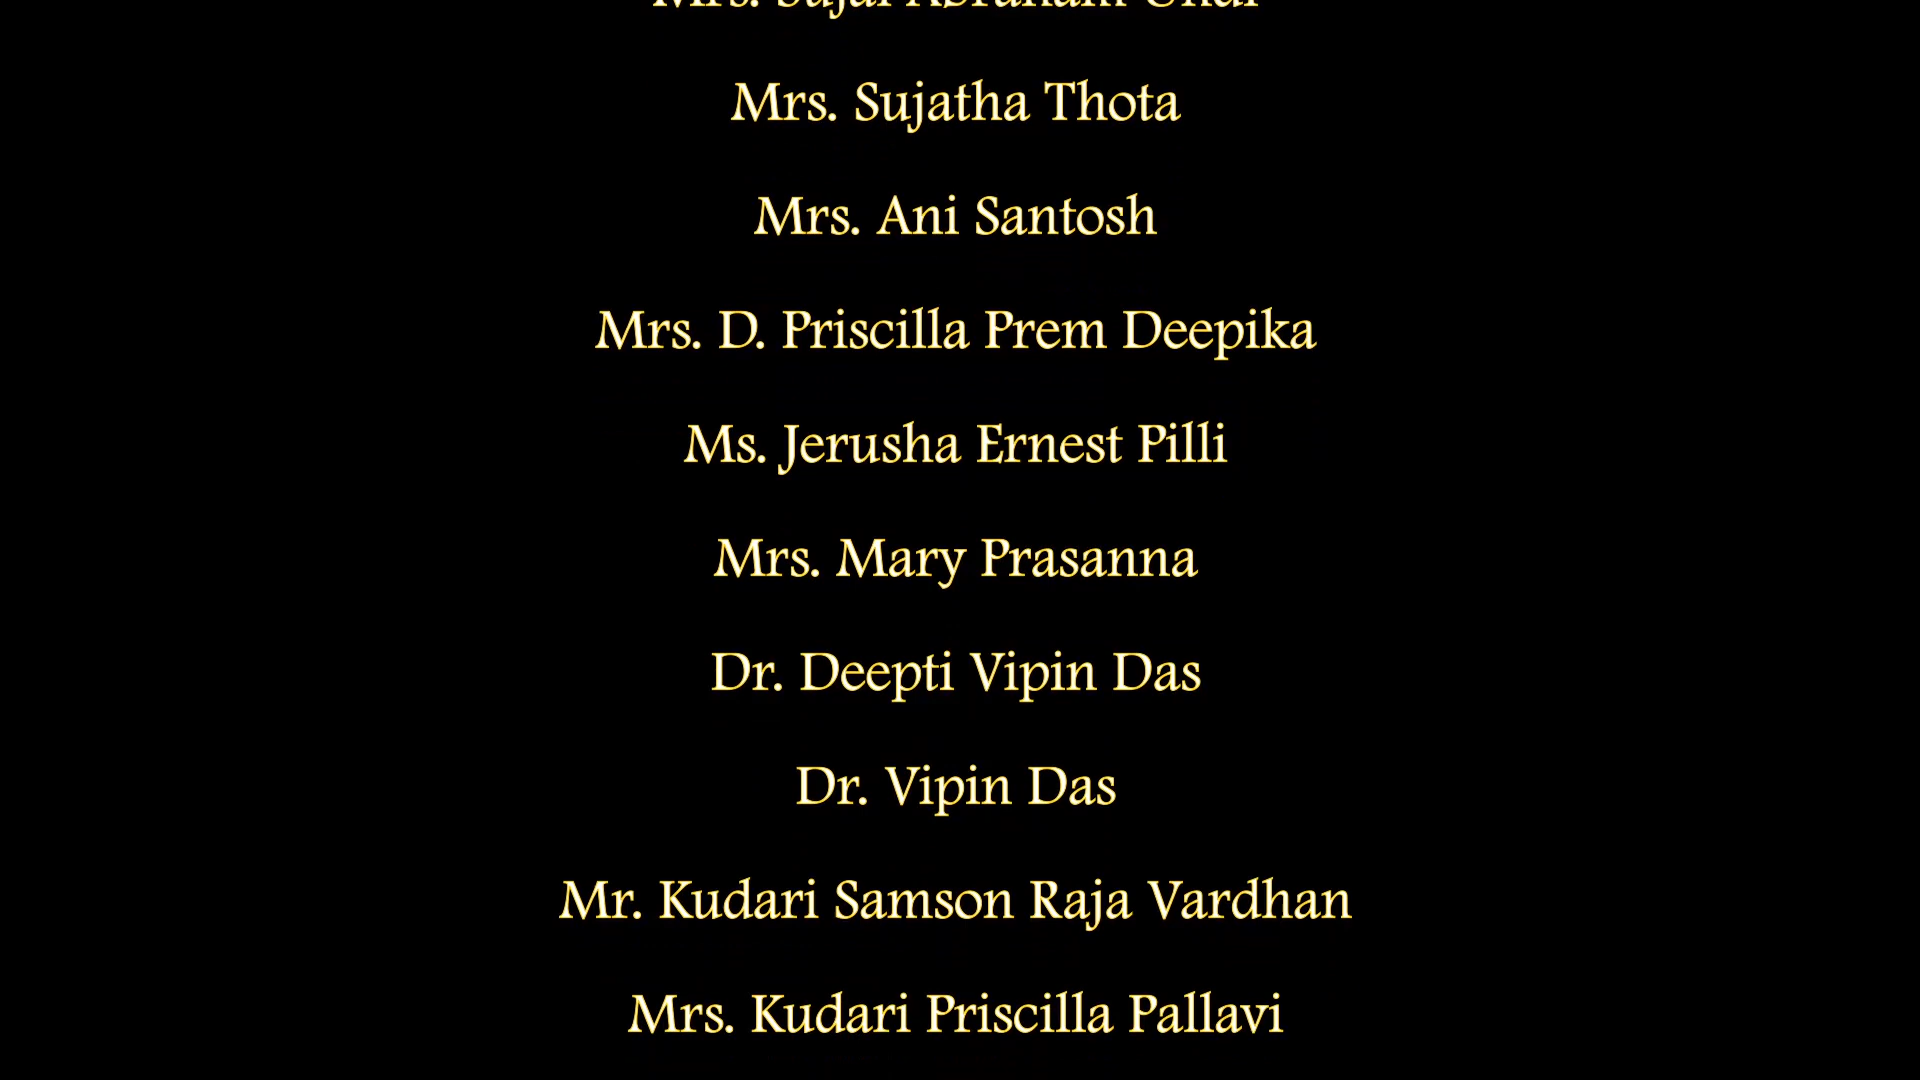 Mrs. Sujatha Thota
Mrs. Ani Santosh
Mrs. D. Priscilla Prem Deepika
Ms. Jerusha Ernest Pilli
Mrs. Mary Prasanna
Dr. Deepti Vipin Das
Dr. Vipin Das
Mr. Kudari Samson Raja Vardhan
Mrs. Kudari Priscilla Pallavi